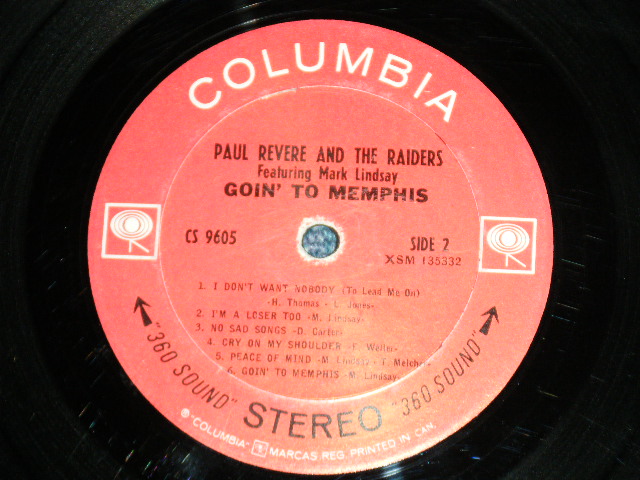 COLUMBIA
PAUL REVERE AND THE RAIDERS
Featuring Mark Lindsay
GOIN' TO MEMPHIS
CS 9605
SIDE 2
XSM 135332
1. I DON'T WANT NOBODY (To Lead Me On)
-H. Thomas - L. Jones-
2. I'M A LOSER TOO -M. Lindsay-
3. NO SAD SONGS -D. Carter-
4. CRY ON MY SHOULDER -F. Weller-
5. PEACE OF MIND -M. Lindsay - T. Melcher-
6. GOIN' TO MEMPHIS -M. Lindsay-
"360 SOUND" STEREO "360 SOUND"
℗ "COLUMBIA" MARCAS REG. PRINTED IN CAN.